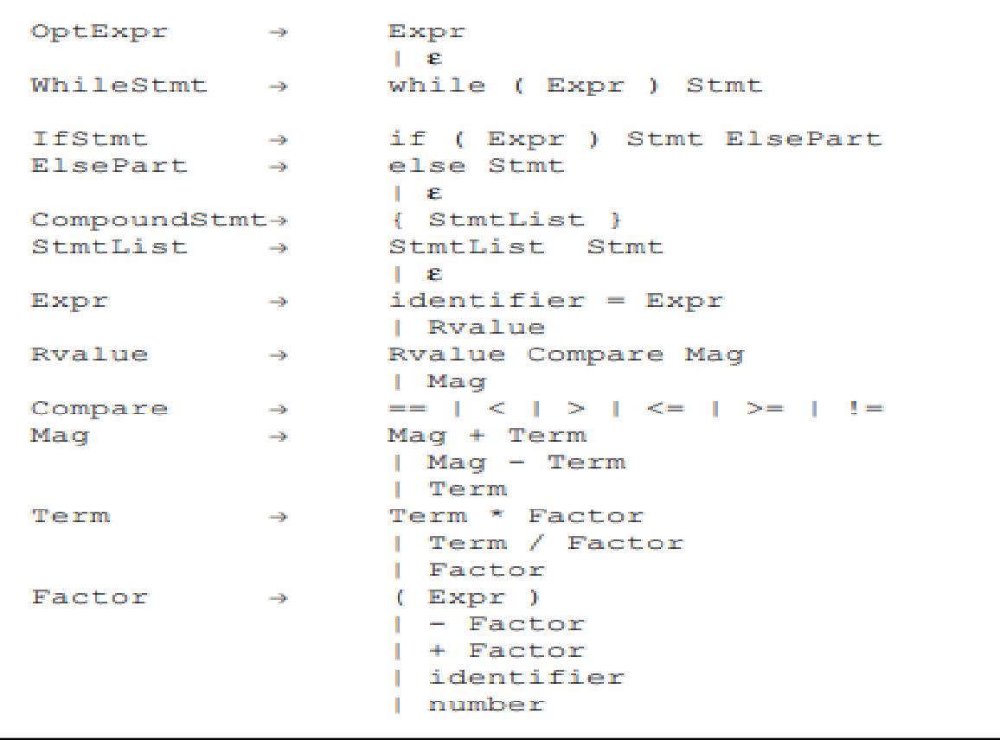 OptExpr → Expr
| ε
WhileStmt → while ( Expr ) Stmt
IfStmt → if ( Expr ) Stmt ElsePart
ElsePart → else Stmt
| ε
CompoundStmt→ { StmtList }
StmtList → StmtList Stmt
| ε
Expr → identifier = Expr
| Rvalue
Rvalue → Rvalue Compare Mag
| Mag
Compare → == | < | > | <= | >= | !=
Mag → Mag + Term
| Mag - Term
| Term
Term → Term * Factor
| Term / Factor
| Factor
Factor → ( Expr )
| - Factor
| + Factor
| identifier
| number